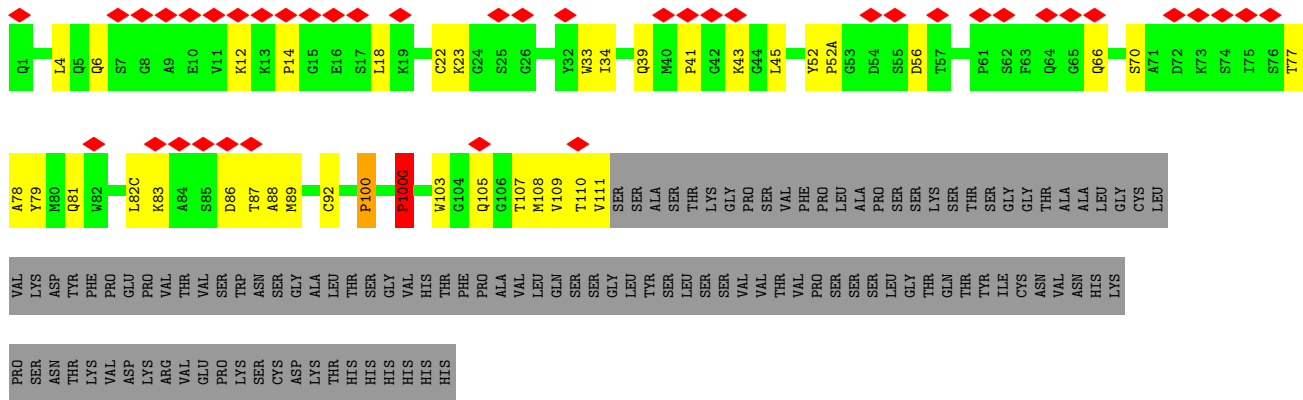 Q1 L4 Q5 Q6 S7 G8 A9 E10 V11 K12 K13 P14 G15 E16 S17 L18 K19 C22 K23 G24 S25 G26 Y32 W33 I34 Q39 M40 P41 G42 K43 G44 L45 Y52 P52A G53 D54 S55 D56 T57 P61 S62 F63 Q64 G65 Q66 S70 A71 D72 K73 S74 I75 S76 T77
A78 Y79 M80 Q81 W82 L82C K83 A84 S85 D86 T87 A88 M89 C92 P100 P100G W103 G104 Q105 G106 T107 M108 V109 T110 V111 SER SER ALA SER THR LYS GLY PRO SER VAL PHE PRO LEU ALA PRO SER SER LYS SER THR SER GLY GLY THR ALA ALA LEU GLY CYS LEU
VAL LYS ASP TYR PHE PRO GLU PRO VAL THR VAL SER TRP ASN SER GLY ALA LEU THR SER GLY VAL HIS THR PHE PRO ALA VAL LEU GLN SER SER GLY LEU TYR SER LEU SER SER VAL VAL THR VAL PRO SER SER SER LEU GLY THR GLN THR TYR ILE CYS ASN VAL ASN HIS LYS
PRO SER ASN THR LYS VAL ASP LYS ARG VAL GLU PRO LYS SER CYS ASP LYS THR HIS HIS HIS HIS HIS HIS